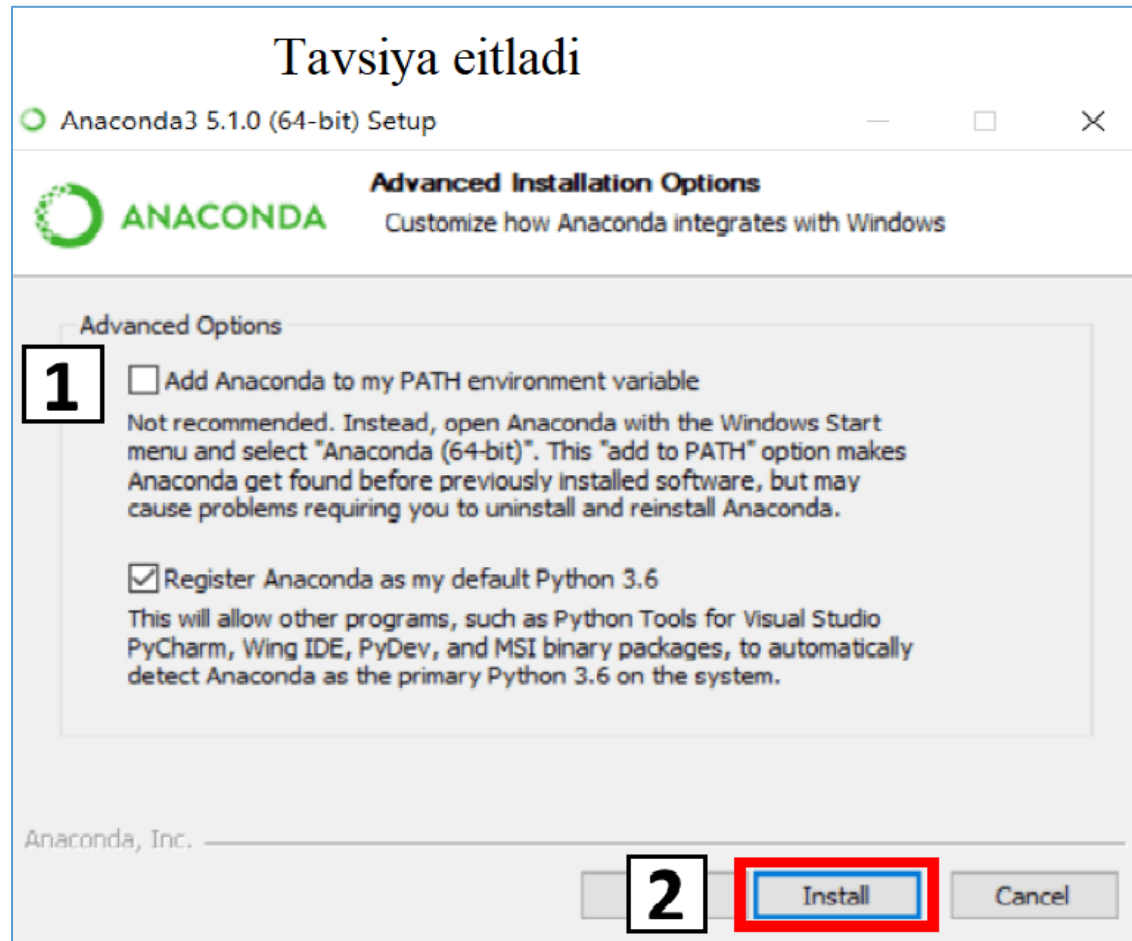 Tavsiya eitladi
Anaconda3 5.1.0 (64-bit) Setup
ANACONDA
Advanced Installation Options
Customize how Anaconda integrates with Windows
Advanced Options
1
Add Anaconda to my PATH environment variable
Not recommended. Instead, open Anaconda with the Windows Start
menu and select "Anaconda (64-bit)". This "add to PATH" option makes
Anaconda get found before previously installed software, but may
cause problems requiring you to uninstall and reinstall Anaconda.
Register Anaconda as my default Python 3.6
This will allow other programs, such as Python Tools for Visual Studio
PyCharm, Wing IDE, PyDev, and MSI binary packages, to automatically
detect Anaconda as the primary Python 3.6 on the system.
Anaconda, Inc.
2
Install
Cancel